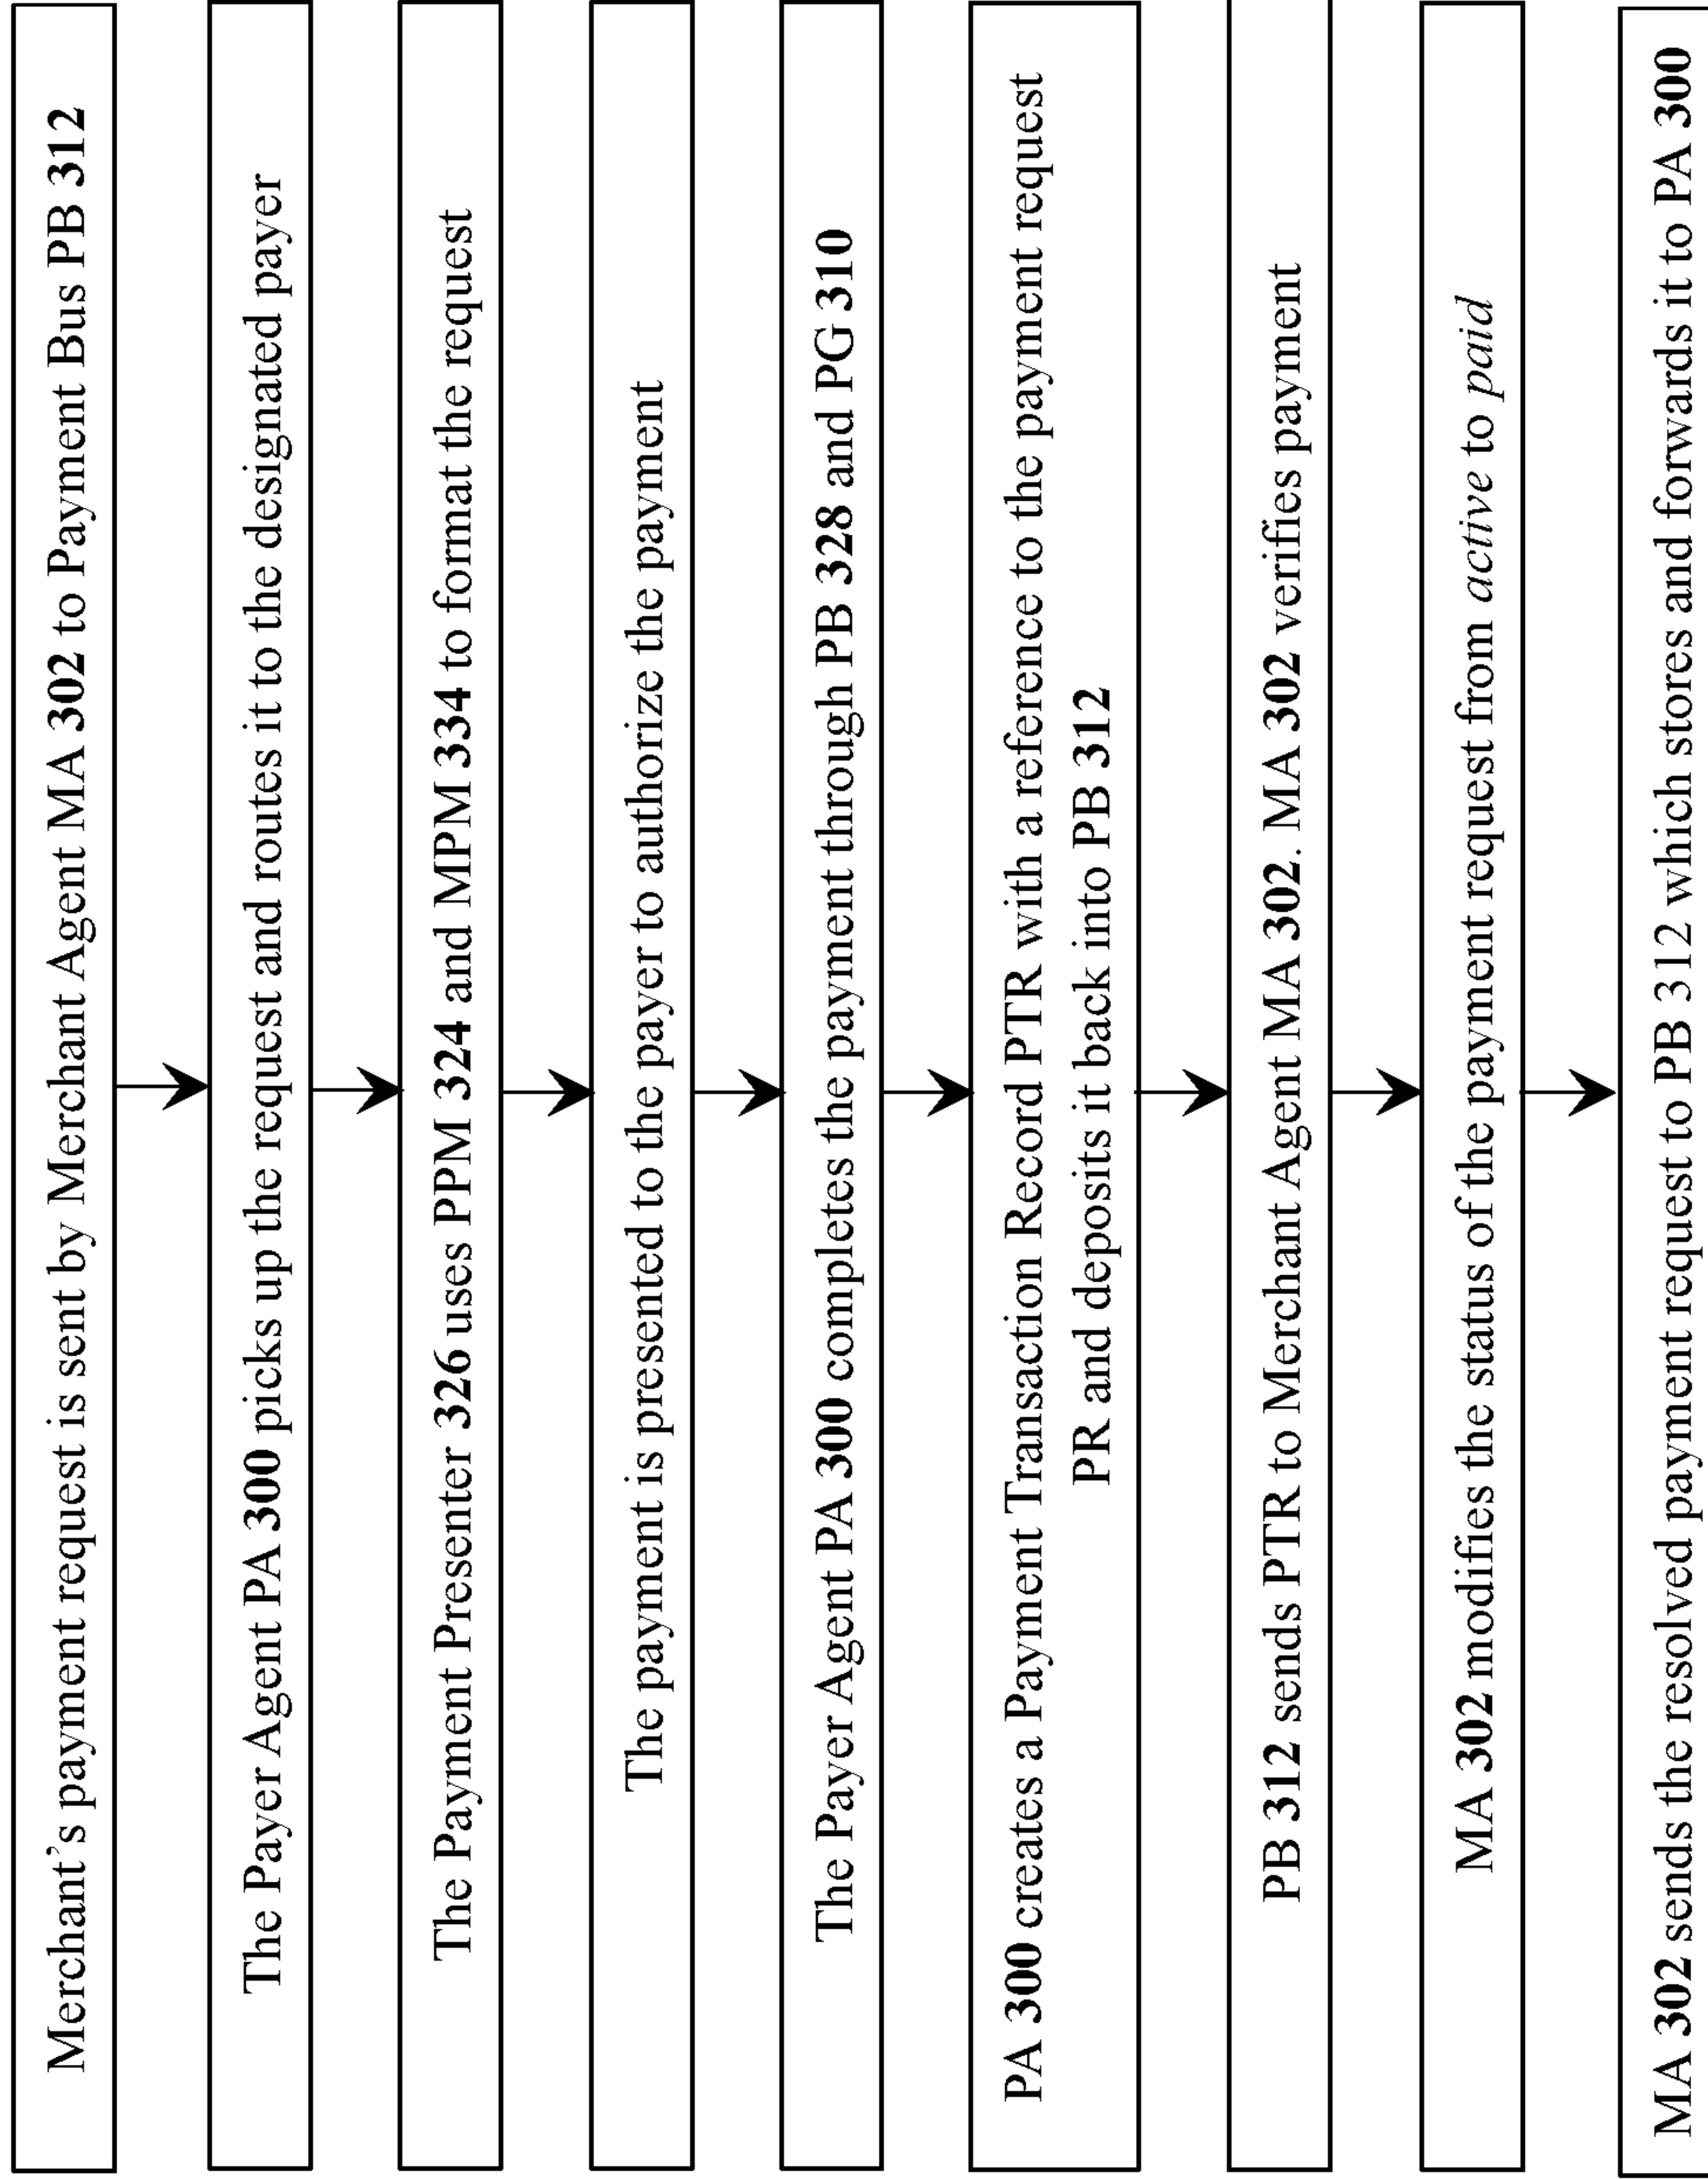 Merchant’s payment request is sent by Merchant Agent MA 302 to Payment Bus PB 312
The Payer Agent PA 300 picks up the request and routes it to the designated payer
The Payment Presenter 326 uses PPM 324 and MPM 334 to format the request
The payment is presented to the payer to authorize the payment
The Payer Agent PA 300 completes the payment through PB 328 and PG 310
PA 300 creates a Payment Transaction Record PTR with a reference to the payment request
PR and deposits it back into PB 312
PB 312 sends PTR to Merchant Agent MA 302. MA 302 verifies payment
MA 302 modifies the status of the payment request from active to paid
MA 302 sends the resolved payment request to PB 312 which stores and forwards it to PA 300